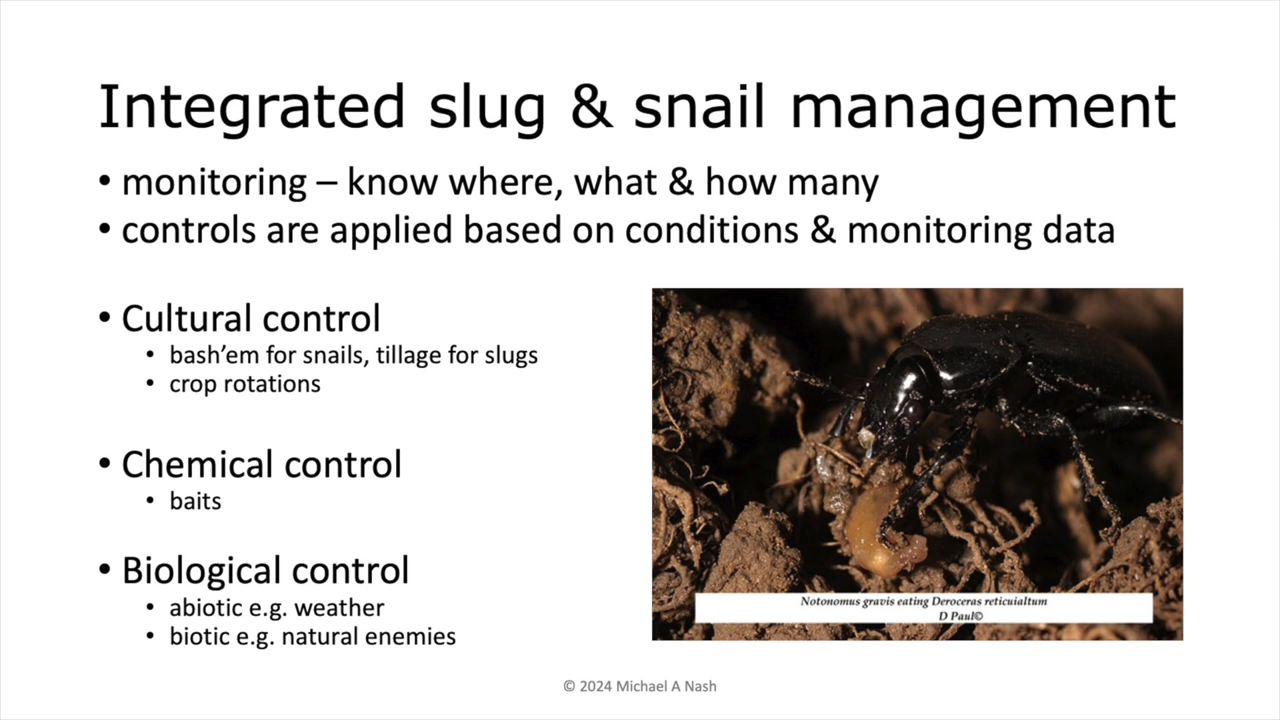 Integrated slug & snail management
• monitoring – know where, what & how many
• controls are applied based on conditions & monitoring data
• Cultural control
• bash’em for snails, tillage for slugs
• crop rotations
• Chemical control
• baits
• Biological control
• abiotic e.g. weather
• biotic e.g. natural enemies
Notonomus gravis eating Deroceras reticuialtum
D Paul©
© 2024 Michael A Nash